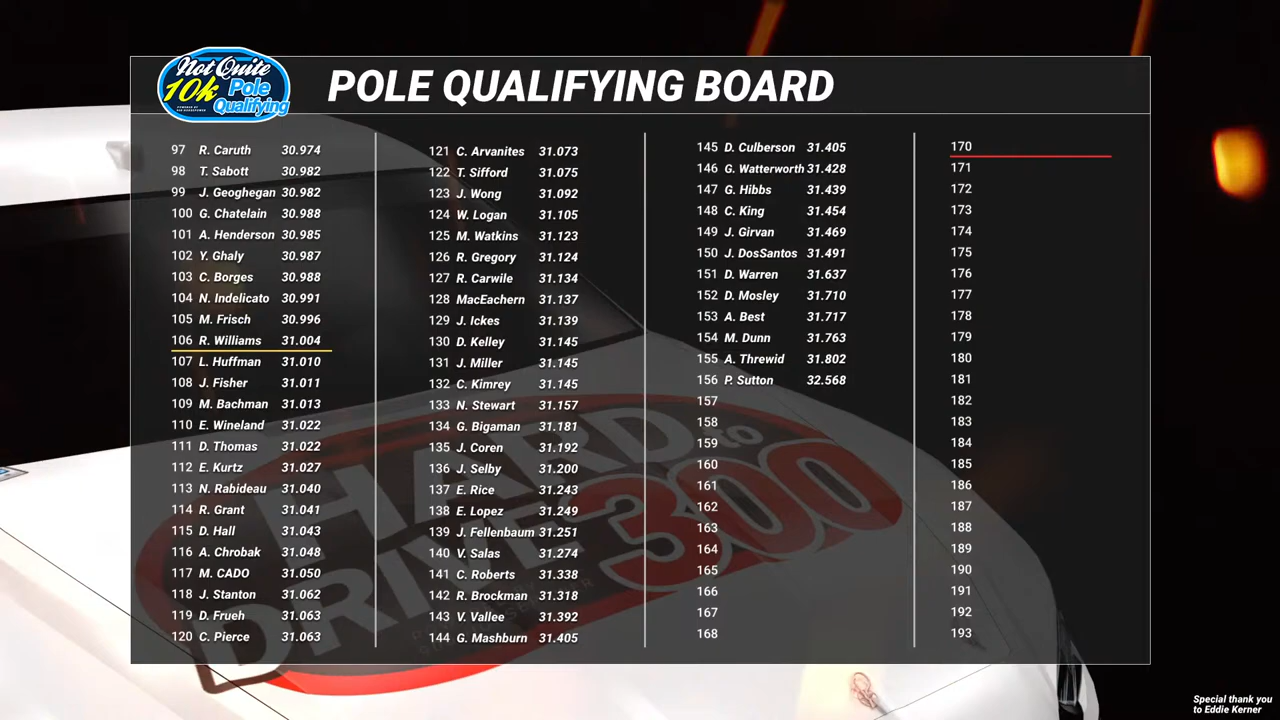 Not Quite
10k Pole
Qualifying
POLE QUALIFYING BOARD
97 R. Caruth 30.974
98 T. Sabott 30.982
99 J. Geoghegan 30.982
100 G. Chatelain 30.988
101 A. Henderson 30.985
102 Y. Ghaly 30.987
103 C. Borges 30.988
104 N. Indelicato 30.991
105 M. Frisch 30.996
106 R. Williams 31.004
107 L. Huffman 31.010
108 J. Fisher 31.011
109 M. Bachman 31.013
110 E. Wineland 31.022
111 D. Thomas 31.022
112 E. Kurtz 31.027
113 N. Rabideau 31.040
114 R. Grant 31.041
115 D. Hall 31.043
116 A. Chrobak 31.048
117 M. CADO 31.050
118 J. Stanton 31.062
119 D. Frueh 31.063
120 C. Pierce 31.063
121 C. Arvanites 31.073
122 T. Sifford 31.075
123 J. Wong 31.092
124 W. Logan 31.105
125 M. Watkins 31.123
126 R. Gregory 31.124
127 R. Carwile 31.134
128 MacEachern 31.137
129 J. Ickes 31.139
130 D. Kelley 31.145
131 J. Miller 31.145
132 C. Kimrey 31.145
133 N. Stewart 31.157
134 G. Bigaman 31.181
135 J. Coren 31.192
136 J. Selby 31.200
137 E. Rice 31.243
138 E. Lopez 31.249
139 J. Fellenbaum 31.251
140 V. Salas 31.274
141 C. Roberts 31.338
142 R. Brockman 31.318
143 V. Vallee 31.392
144 G. Mashburn 31.405
145 D. Culberson 31.405
146 G. Watterworth 31.428
147 G. Hibbs 31.439
148 C. King 31.454
149 J. Girvan 31.469
150 J. DosSantos 31.491
151 D. Warren 31.637
152 D. Mosley 31.710
153 A. Best 31.717
154 M. Dunn 31.763
155 A. Threwid 31.802
156 P. Sutton 32.568
157
158
159
160
161
162
163
164
165
166
167
168
170
171
172
173
174
175
176
177
178
179
180
181
182
183
184
185
186
187
188
189
190
191
192
193
HARD to
DRIVE 300
Special thank you
to Eddie Kerner